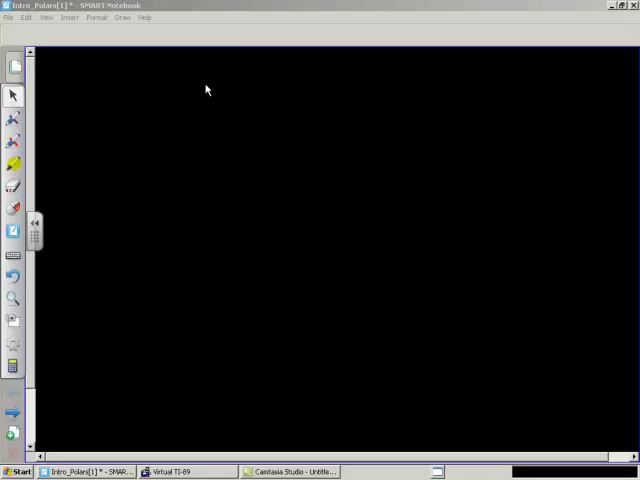 Intro_Polars[1] * - SMART Notebook
File Edit View Insert Format Draw Help
Start Intro_Polars[1] * - SMAR... Virtual TI-89 Camtasia Studio - Untitle...